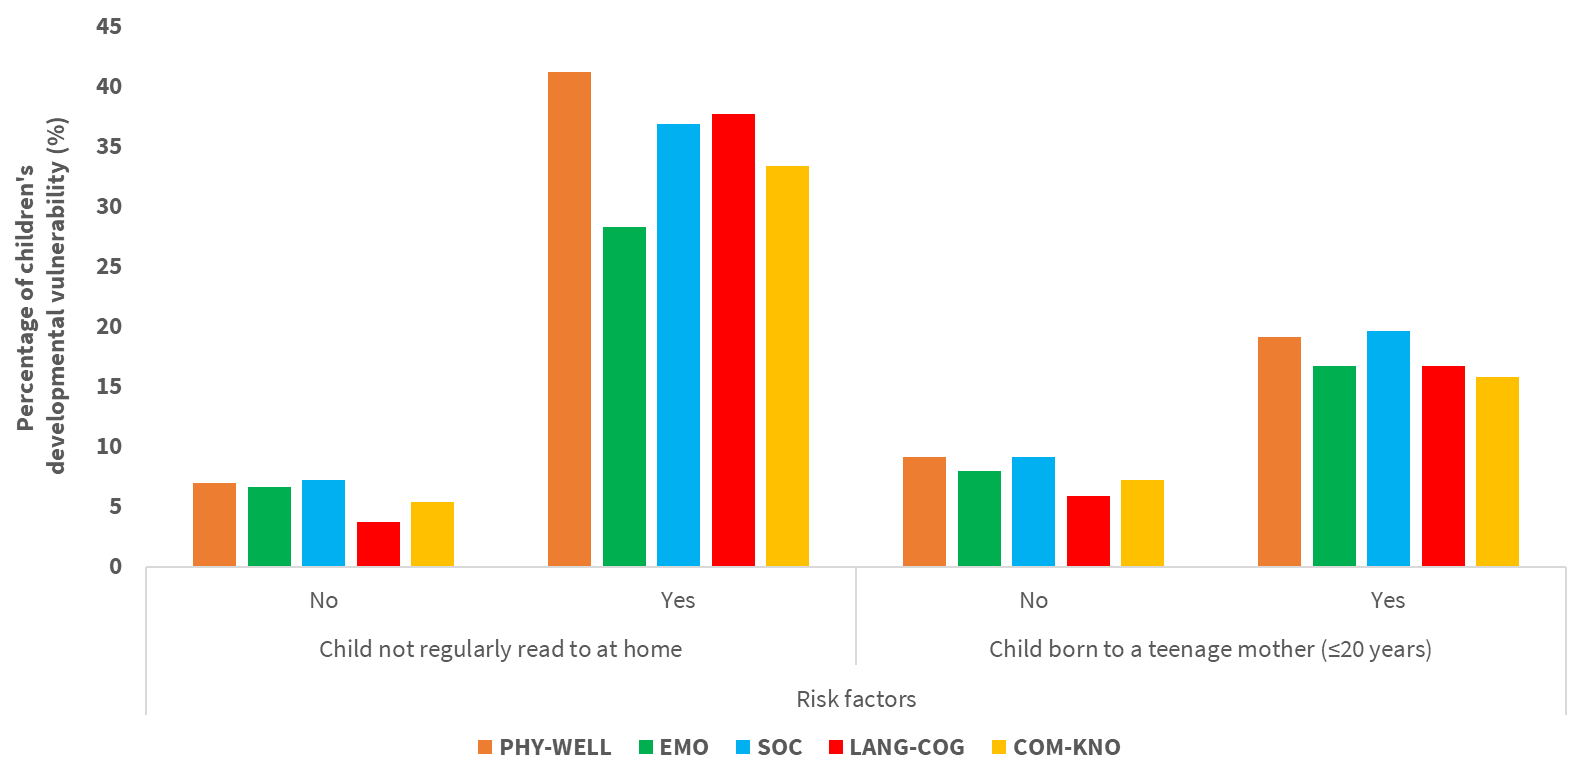 Percentage of children's
developmental vulnerability (%)
45
40
35
30
25
20
15
10
5
0
No
Yes
No
Yes
Child not regularly read to at home
Child born to a teenage mother (≤20 years)
Risk factors
PHY-WELL
EMO
SOC
LANG-COG
COM-KNO